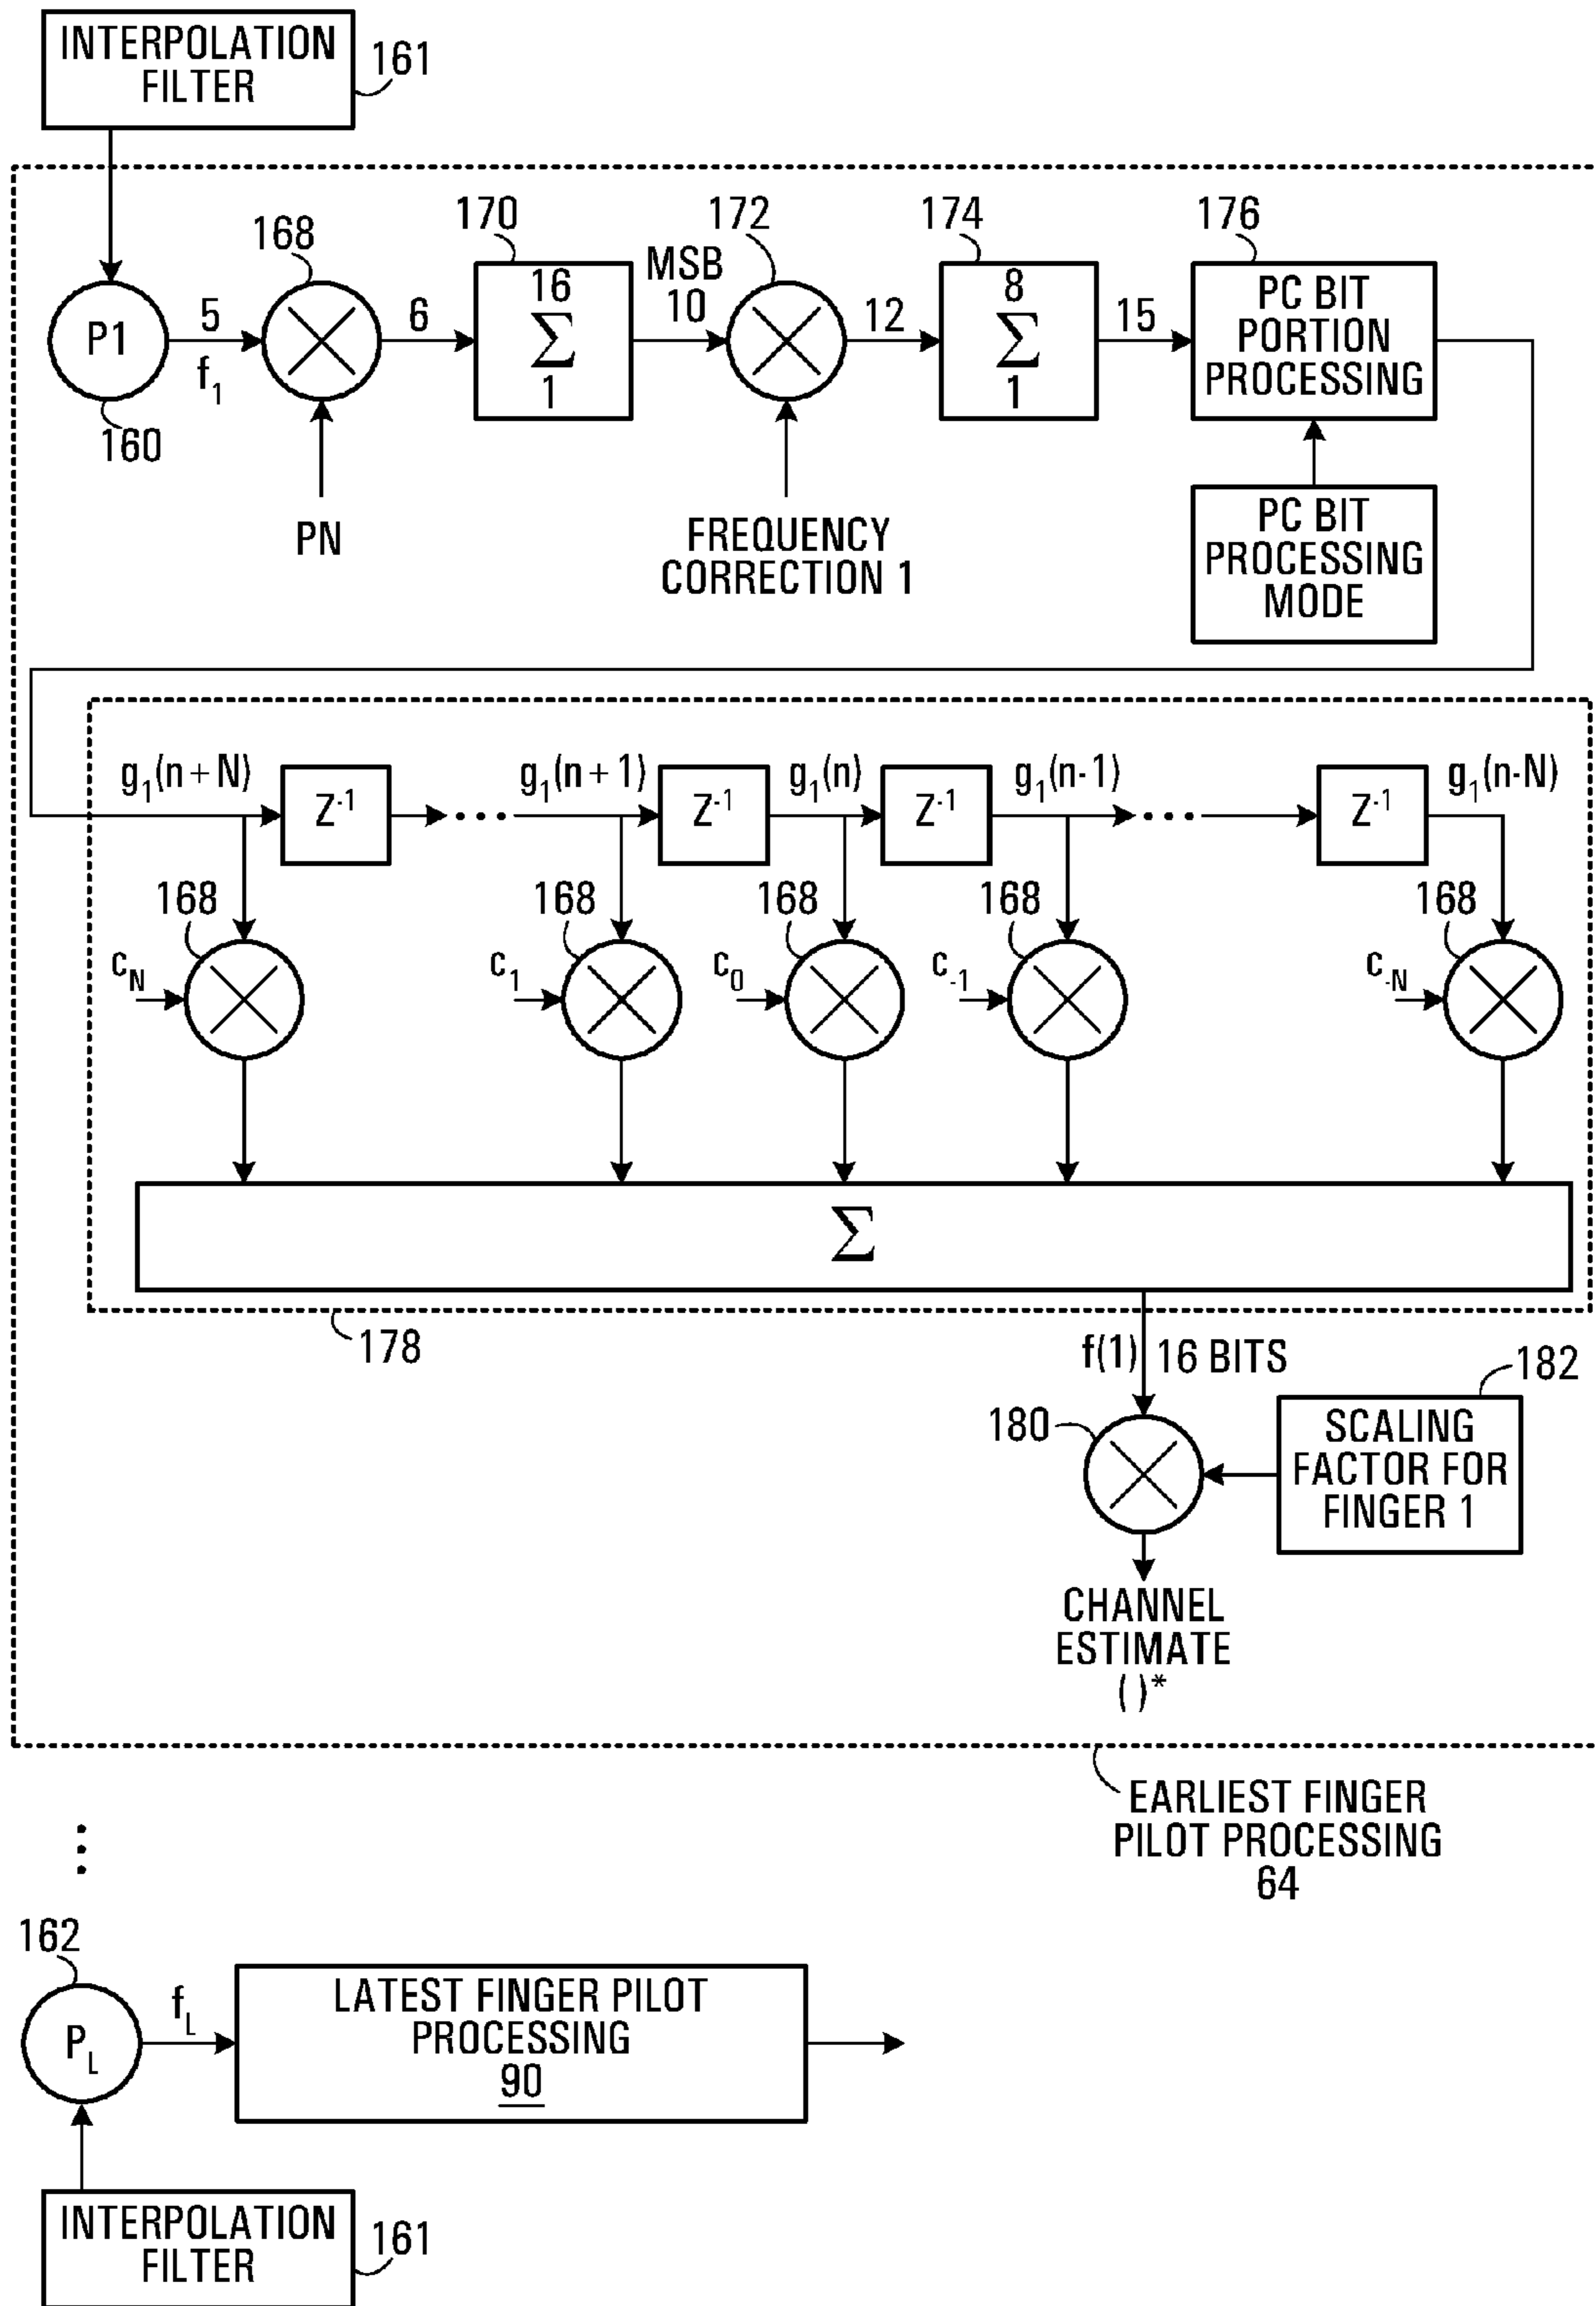 INTERPOLATION
FILTER
161
168
170
172
174
176
P1
5
f₁
160
6
16
Σ
1
MSB
10
12
8
Σ
1
15
PC BIT
PORTION
PROCESSING
PN
FREQUENCY
CORRECTION 1
PC BIT
PROCESSING
MODE
g₁(n + N)
Z⁻¹
• • •
g₁(n + 1)
Z⁻¹
g₁(n)
Z⁻¹
g₁(n-1)
• • •
Z⁻¹
g₁(n-N)
168
168
168
168
168
c_N
c₁
c₀
c₋₁
c_-N
Σ
178
f(1)
16 BITS
182
180
SCALING
FACTOR FOR
FINGER 1
CHANNEL
ESTIMATE
( )*
EARLIEST FINGER
PILOT PROCESSING
64
162
P_L
f_L
LATEST FINGER PILOT
PROCESSING
90
INTERPOLATION
FILTER
161